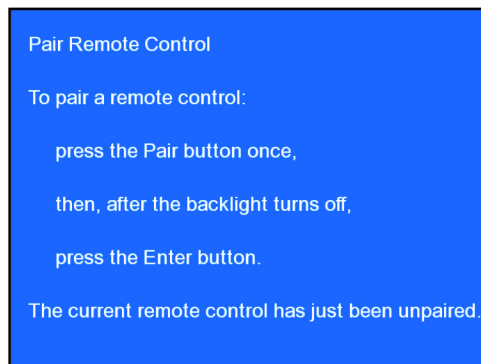 Pair Remote Control
To pair a remote control:
press the Pair button once,
then, after the backlight turns off,
press the Enter button.
The current remote control has just been unpaired.